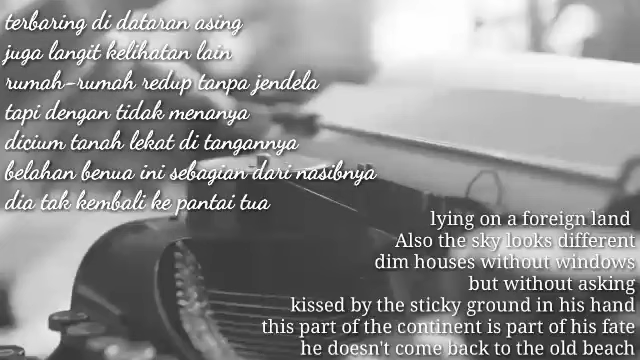 terbaring di dataran asing
juga langit kelihatan lain
rumah-rumah redup tanpa jendela
tapi dengan tidak menanya
dicium tanah lekat di tangannya
belahan benua ini sebagian dari nasibnya
dia tak kembali ke pantai tua
lying on a foreign land
Also the sky looks different
dim houses without windows
but without asking
kissed by the sticky ground in his hand
this part of the continent is part of his fate
he doesn't come back to the old beach